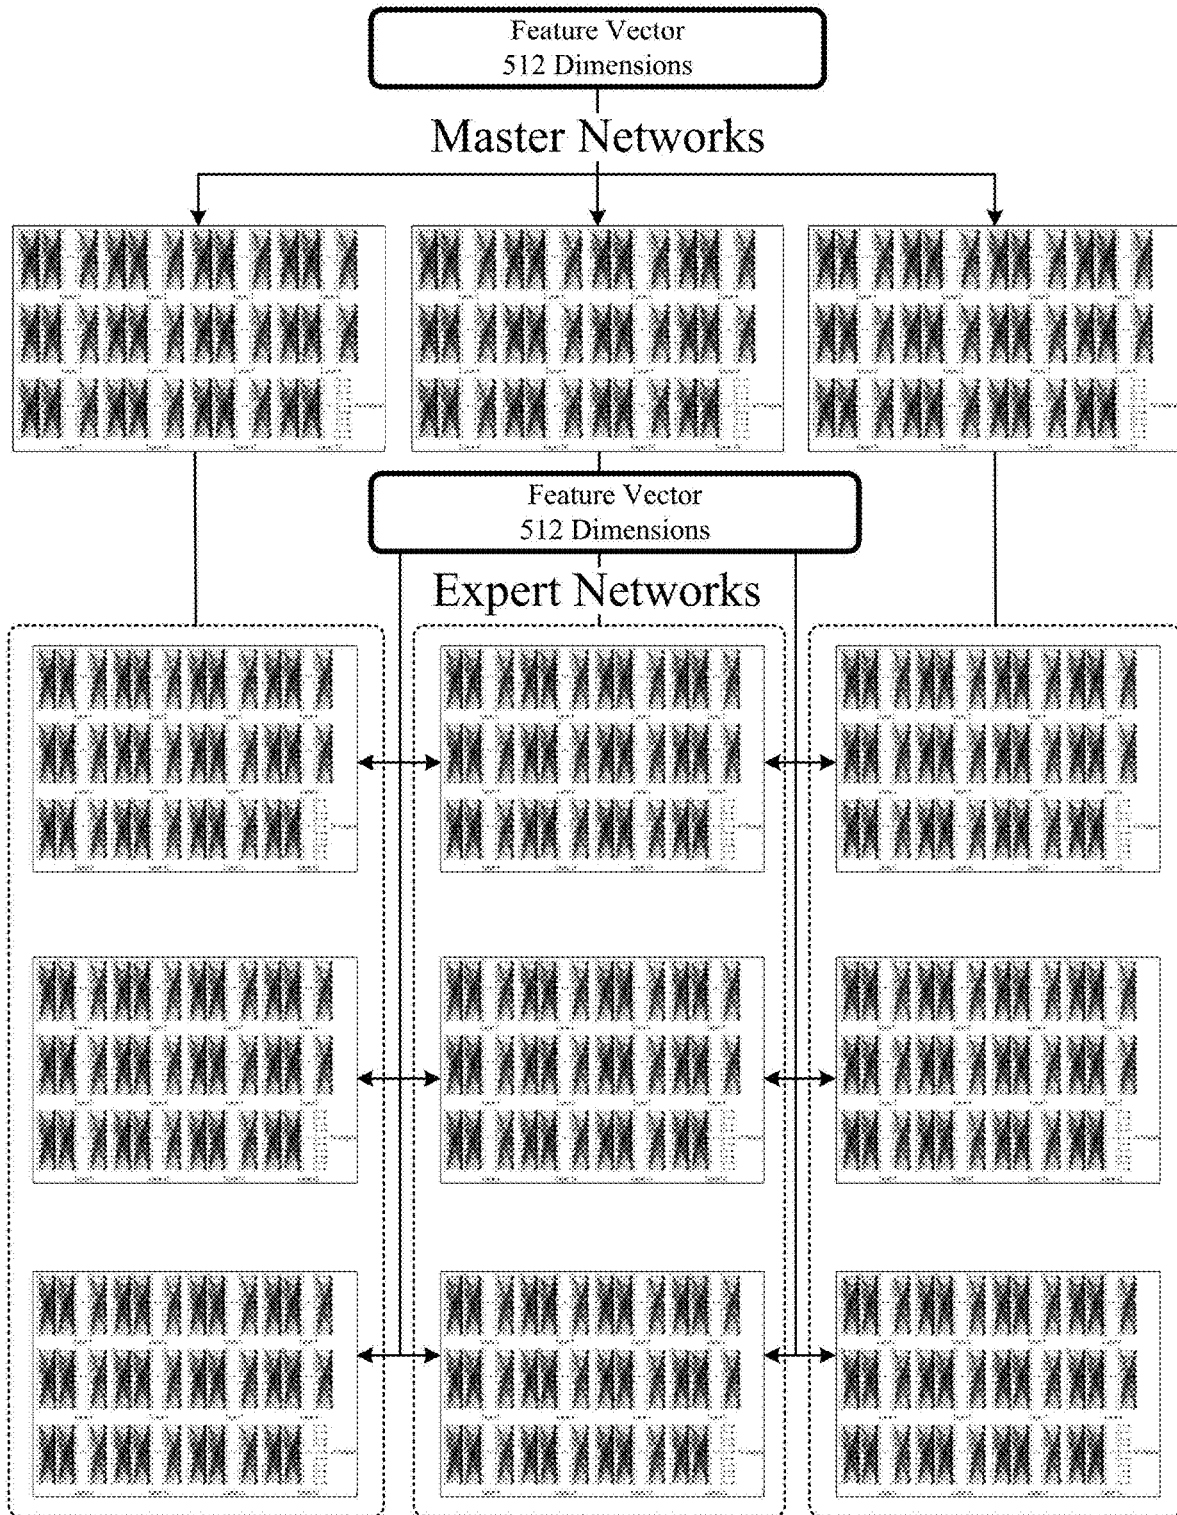 Feature Vector
512 Dimensions
Master Networks
Feature Vector
512 Dimensions
Expert Networks